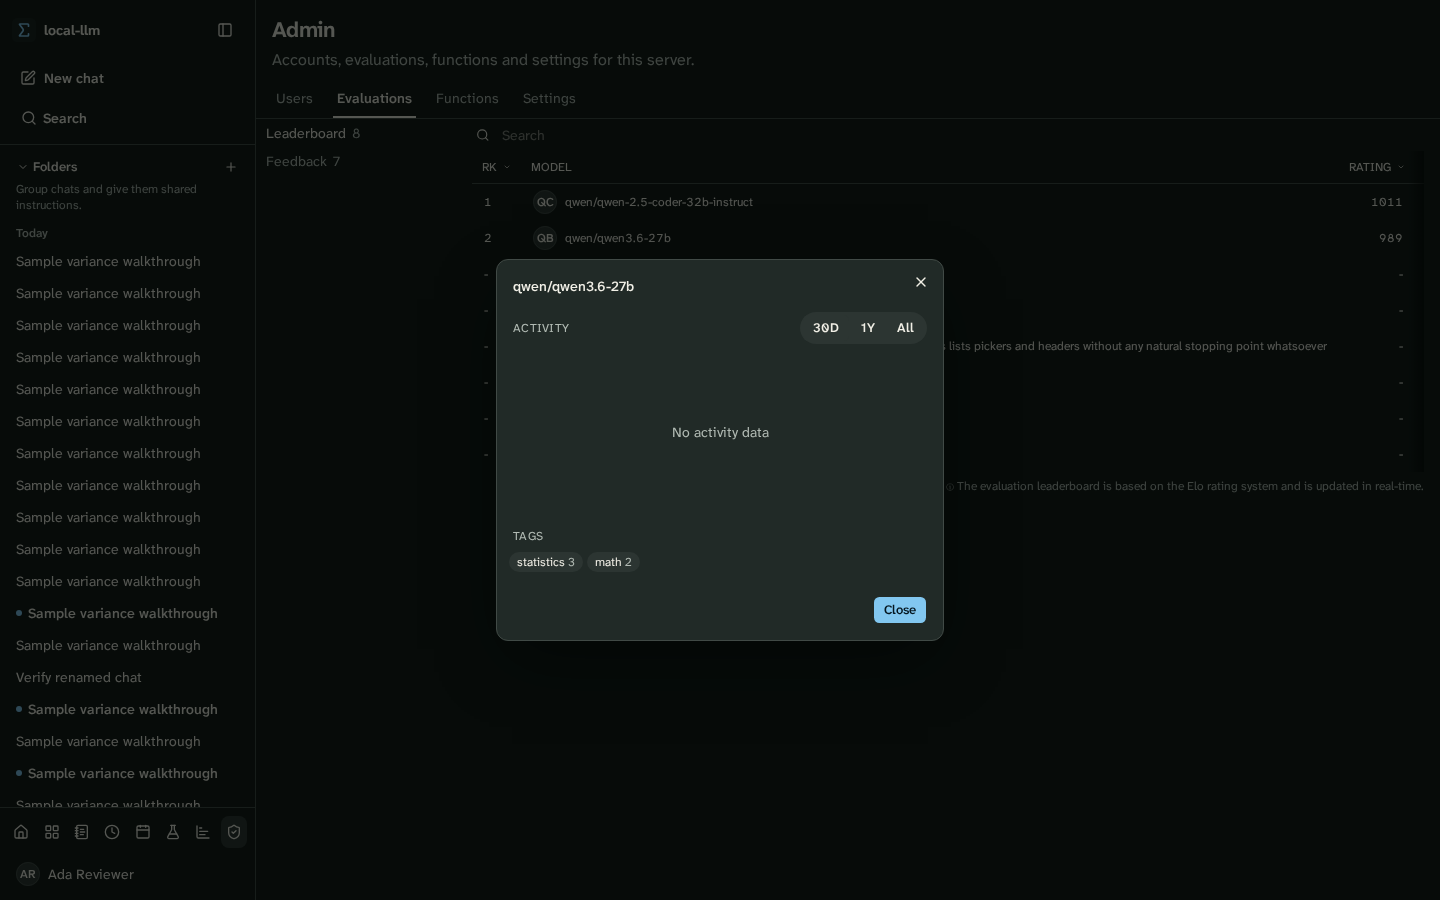 local-llm
New chat
Search
Folders
Group chats and give them shared
instructions.
Today
Sample variance walkthrough
Sample variance walkthrough
Sample variance walkthrough
Sample variance walkthrough
Sample variance walkthrough
Sample variance walkthrough
Sample variance walkthrough
Sample variance walkthrough
Sample variance walkthrough
Sample variance walkthrough
Sample variance walkthrough
Sample variance walkthrough
Sample variance walkthrough
Verify renamed chat
Sample variance walkthrough
Sample variance walkthrough
Sample variance walkthrough
Sample variance walkthrough
AR Ada Reviewer
Admin
Accounts, evaluations, functions and settings for this server.
Users Evaluations Functions Settings
Leaderboard 8
Feedback 7
Search
RK MODEL RATING
1 QC qwen/qwen-2.5-coder-32b-instruct 1011
2 QB qwen/qwen3.6-27b 989
- -
- -
- lists pickers and headers without any natural stopping point whatsoever -
- -
- -
- -
The evaluation leaderboard is based on the Elo rating system and is updated in real-time.
qwen/qwen3.6-27b
ACTIVITY 30D 1Y All
No activity data
TAGS
statistics 3 math 2
Close